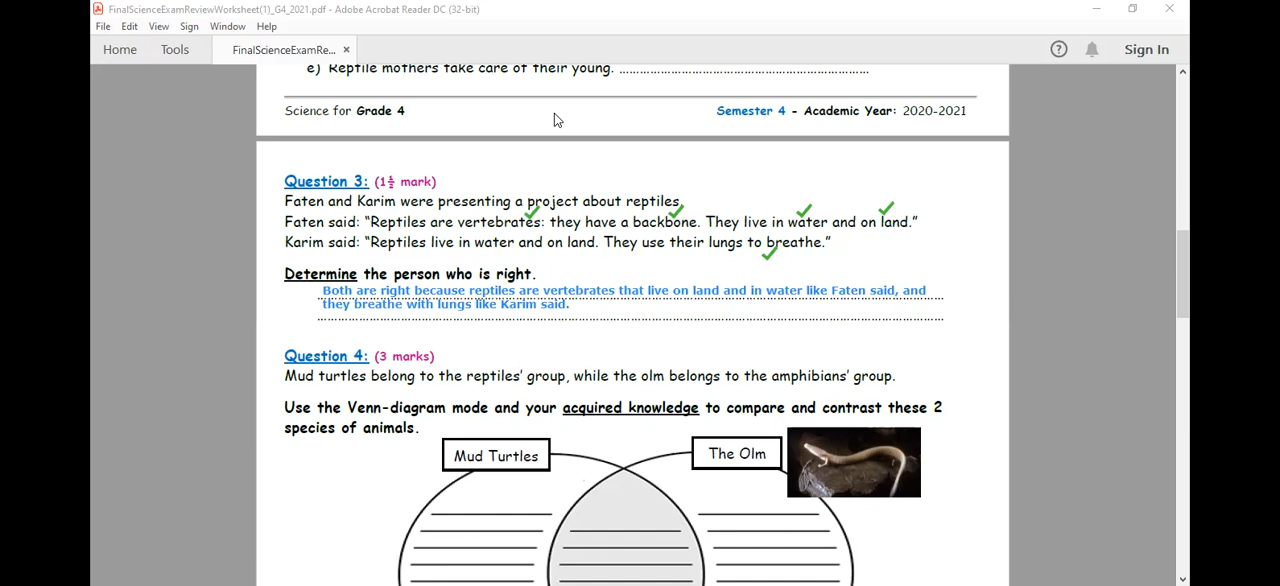 FinalScienceExamReviewWorksheet(1)_G4_2021.pdf - Adobe Acrobat Reader DC (32-bit)
File Edit View Sign Window Help
Home Tools FinalScienceExamRe... × Sign In
e) Reptile mothers take care of their young. ........................................................................
Science for Grade 4 Semester 4 - Academic Year: 2020-2021
Question 3: (1½ mark)
Faten and Karim were presenting a project about reptiles.
Faten said: “Reptiles are vertebrates: they have a backbone. They live in water and on land.”
Karim said: “Reptiles live in water and on land. They use their lungs to breathe.”
Determine the person who is right.
Both are right because reptiles are vertebrates that live on land and in water like Faten said, and
they breathe with lungs like Karim said.
Question 4: (3 marks)
Mud turtles belong to the reptiles’ group, while the olm belongs to the amphibians’ group.
Use the Venn-diagram mode and your acquired knowledge to compare and contrast these 2
species of animals.
Mud Turtles The Olm